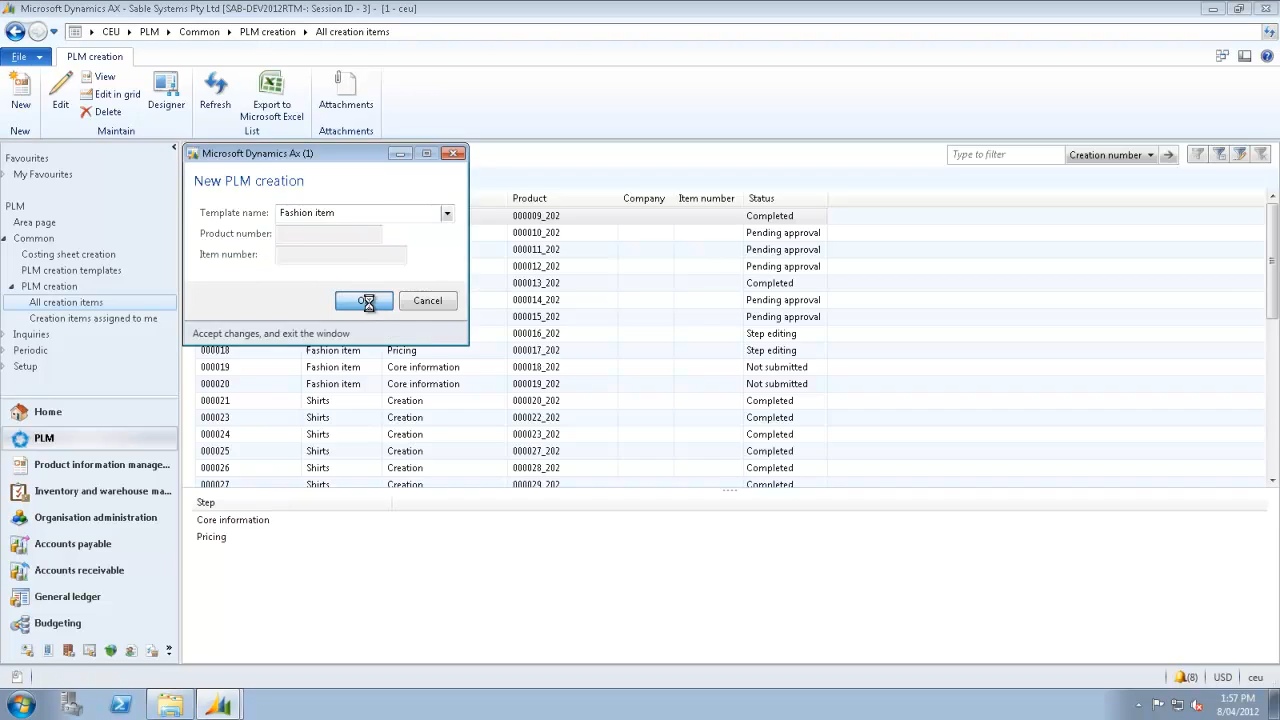 Microsoft Dynamics AX - Sable Systems Pty Ltd [SAB-DEV2012RTM-: Session ID - 3] - [1 - ceu]
CEU PLM Common PLM creation All creation items
File PLM creation
New
New
Edit
View
Edit in grid
Delete
Designer
Maintain
Refresh
Export to
Microsoft Excel
List
Attachments
Attachments
Favourites
My Favourites
PLM
Area page
Common
Costing sheet creation
PLM creation templates
PLM creation
All creation items
Creation items assigned to me
Inquiries
Periodic
Setup
Home
PLM
Product information manage...
Inventory and warehouse ma...
Organisation administration
Accounts payable
Accounts receivable
General ledger
Budgeting
Microsoft Dynamics Ax (1)
New PLM creation
Template name: Fashion item
Product number:
Item number:
Cancel
Accept changes, and exit the window
Type to filter Creation number
Product Company Item number Status
000009_202 Completed
000010_202 Pending approval
000011_202 Pending approval
000012_202 Pending approval
000013_202 Completed
000014_202 Pending approval
000015_202 Pending approval
000016_202 Step editing
000018 Fashion item Pricing 000017_202 Step editing
000019 Fashion item Core information 000018_202 Not submitted
000020 Fashion item Core information 000019_202 Not submitted
000021 Shirts Creation 000020_202 Completed
000023 Shirts Creation 000022_202 Completed
000024 Shirts Creation 000023_202 Completed
000025 Shirts Creation 000027_202 Completed
000026 Shirts Creation 000028_202 Completed
000027 Shirts Creation 000029_202 Completed
Step
Core information
Pricing
(8) USD ceu
1:57 PM
8/04/2012